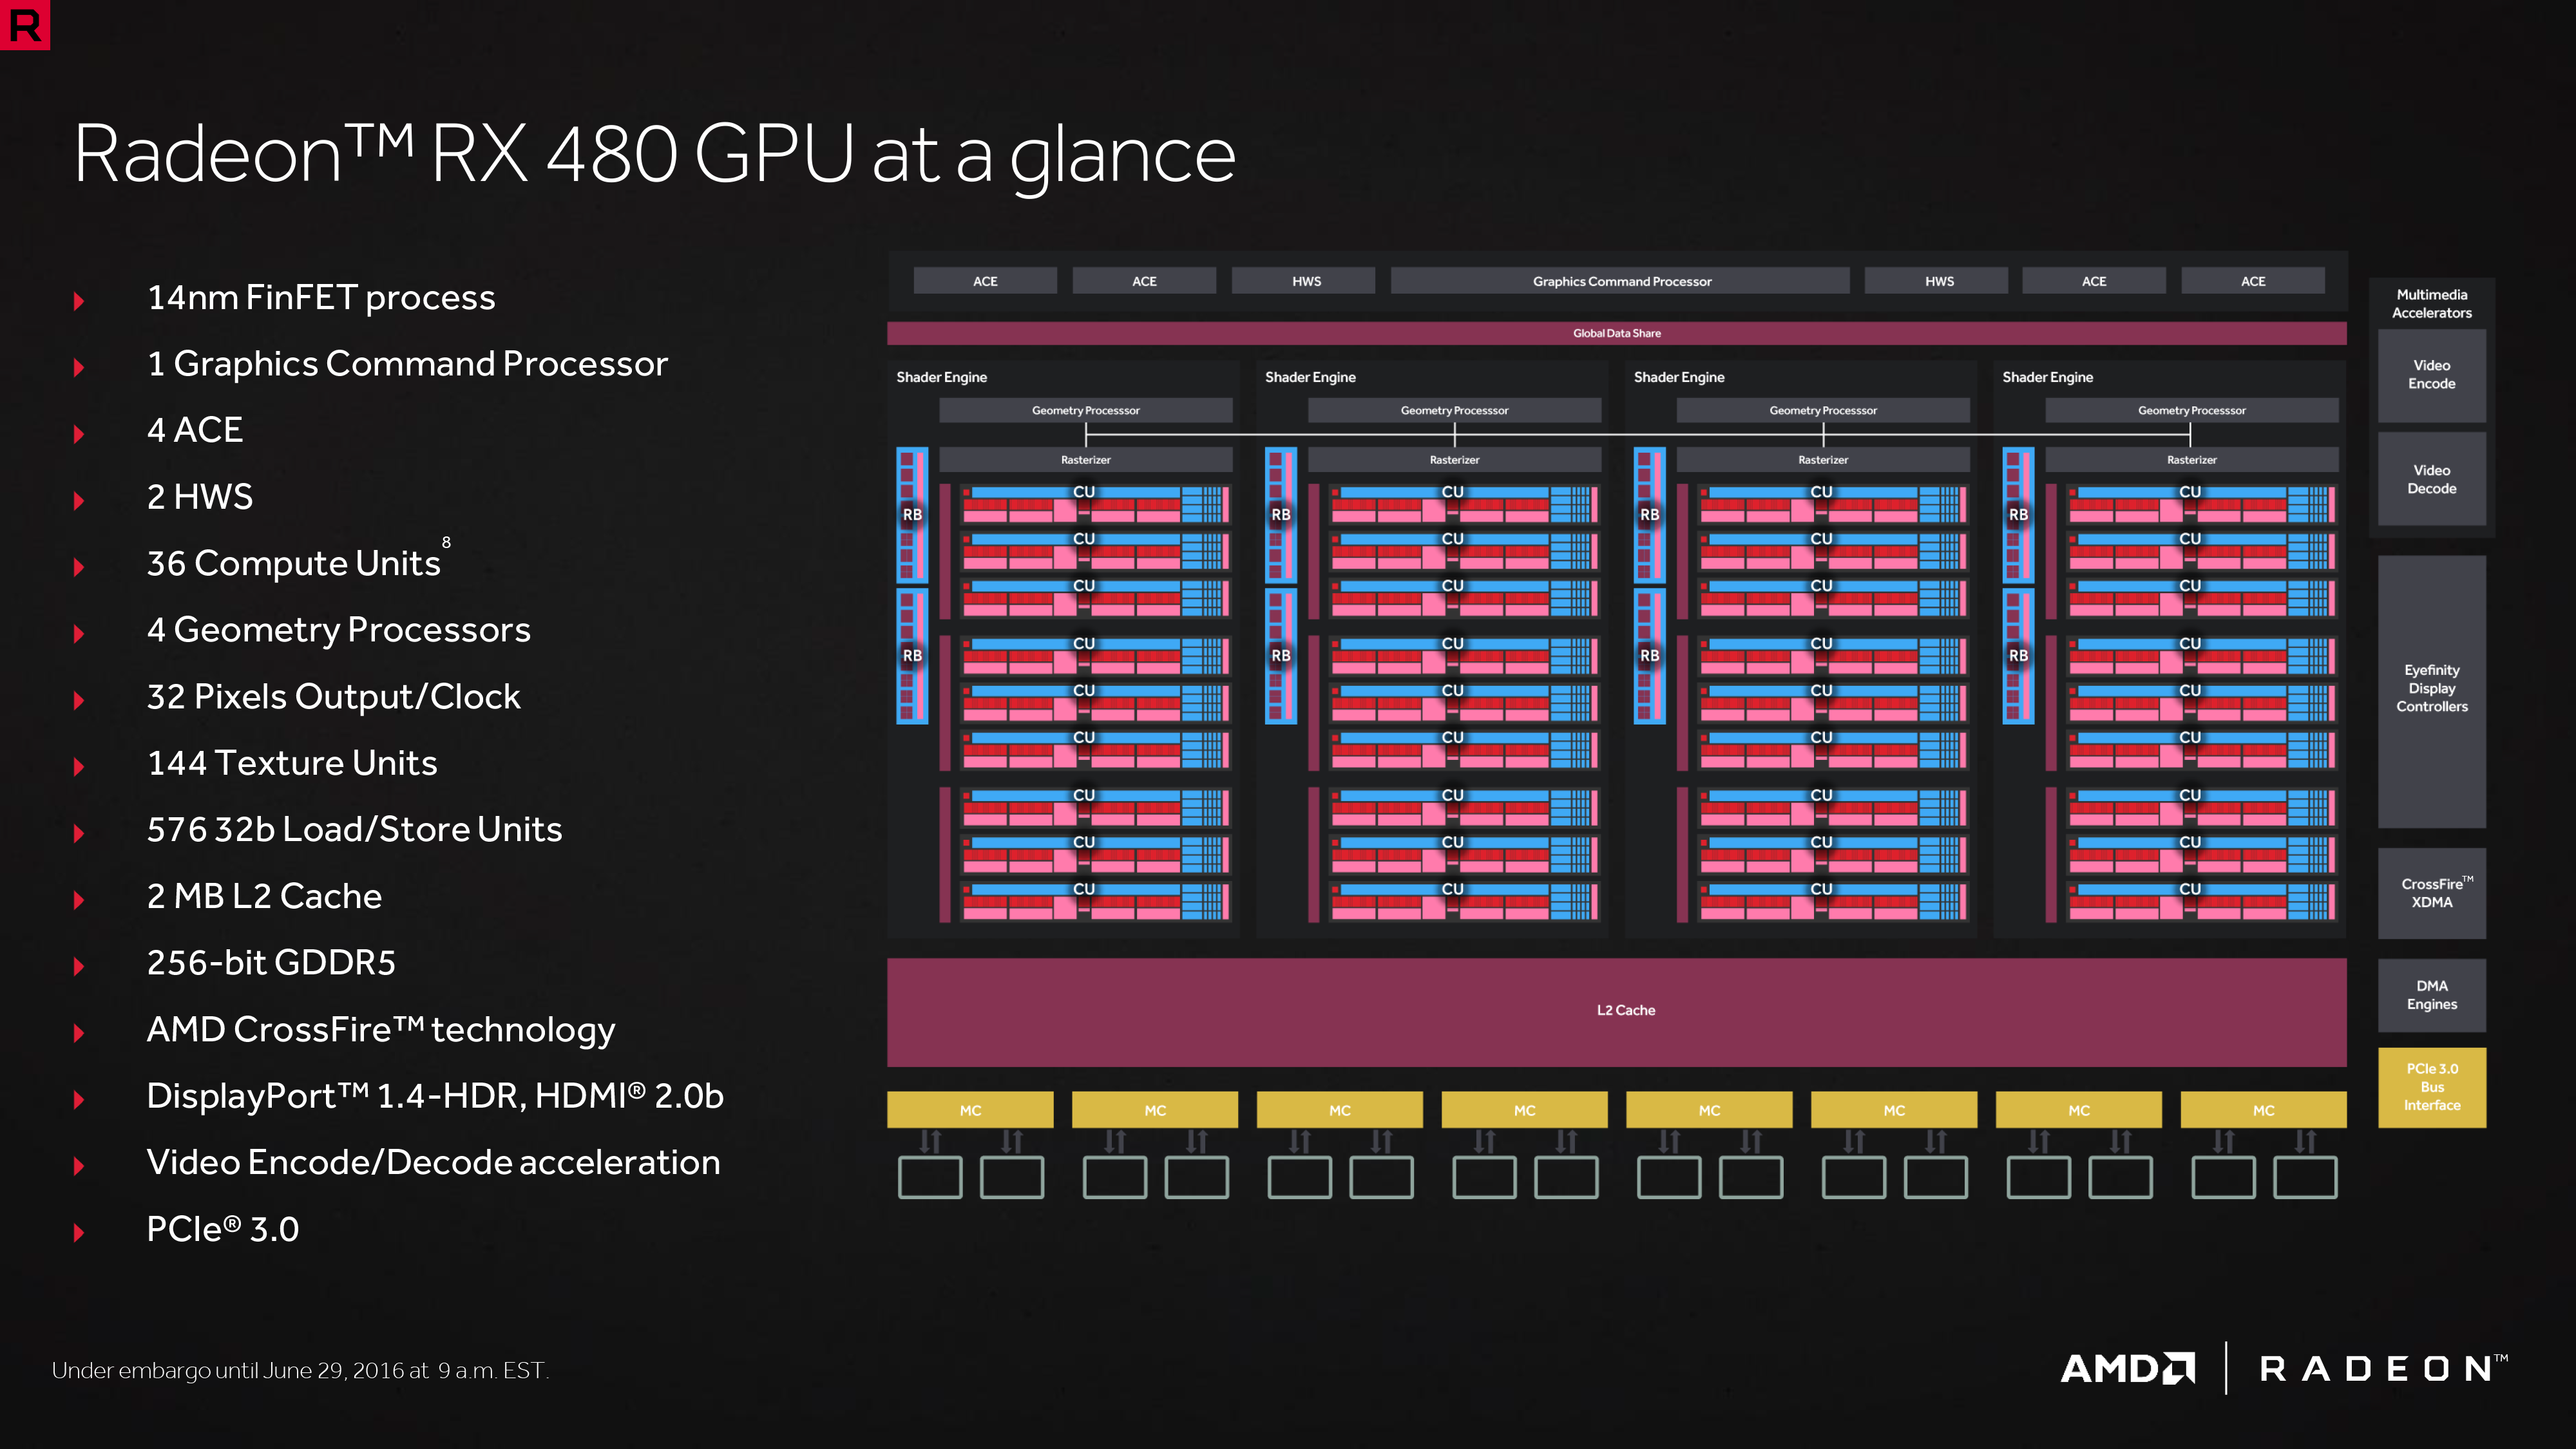 R
Radeon™ RX 480 GPU at a glance
14nm FinFET process
1 Graphics Command Processor
4 ACE
2 HWS
36 Compute Units⁸
4 Geometry Processors
32 Pixels Output/Clock
144 Texture Units
576 32b Load/Store Units
2 MB L2 Cache
256-bit GDDR5
AMD CrossFire™ technology
DisplayPort™ 1.4-HDR, HDMI® 2.0b
Video Encode/Decode acceleration
PCIe® 3.0
ACE ACE HWS Graphics Command Processor HWS ACE ACE
Global Data Share
Shader Engine Shader Engine Shader Engine Shader Engine
Geometry Processsor Geometry Processsor Geometry Processsor Geometry Processsor
Rasterizer Rasterizer Rasterizer Rasterizer
CU CU CU CU
RB RB RB RB
CU CU CU CU
CU CU CU CU
CU CU CU CU
RB RB RB RB
CU CU CU CU
CU CU CU CU
CU CU CU CU
CU CU CU CU
CU CU CU CU
L2 Cache
MC MC MC MC MC MC MC MC
Multimedia
Accelerators
Video
Encode
Video
Decode
Eyefinity
Display
Controllers
CrossFire™
XDMA
DMA
Engines
PCIe 3.0
Bus
Interface
Under embargo until June 29, 2016 at 9 a.m. EST.
AMD RADEON™